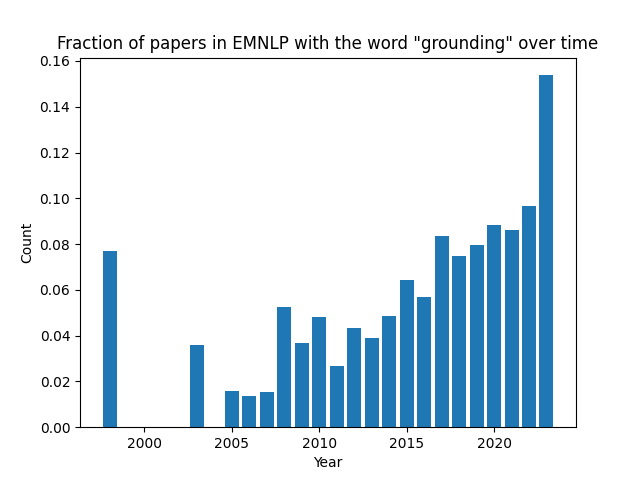 Fraction of papers in EMNLP with the word "grounding" over time
0.16
0.14
0.12
0.10
0.08
0.06
0.04
0.02
0.00
Count
2000 2005 2010 2015 2020
Year